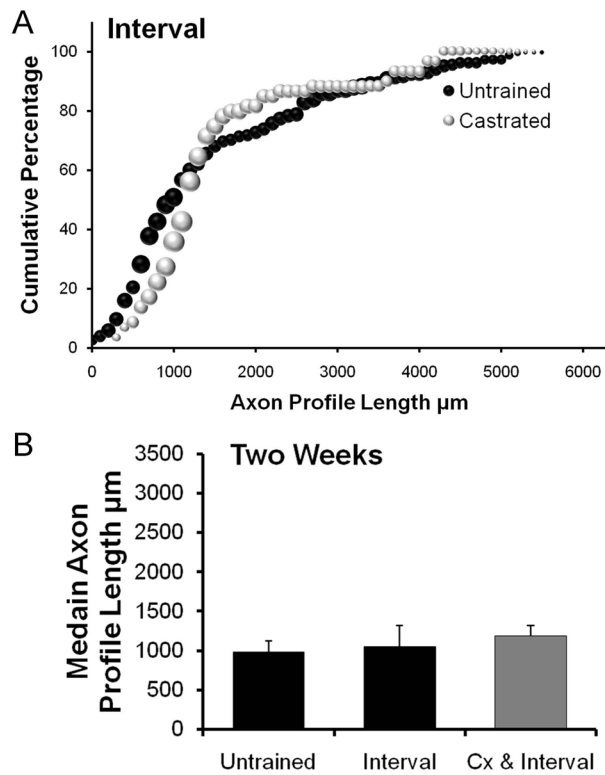 A
Interval
100
80
60
40
20
0
Cumulative Percentage
Untrained
Castrated
0 1000 2000 3000 4000 5000 6000
Axon Profile Length µm
B
Two Weeks
3500
3000
2500
2000
1500
1000
500
0
Medain Axon
Profile Length µm
Untrained Interval Cx & Interval